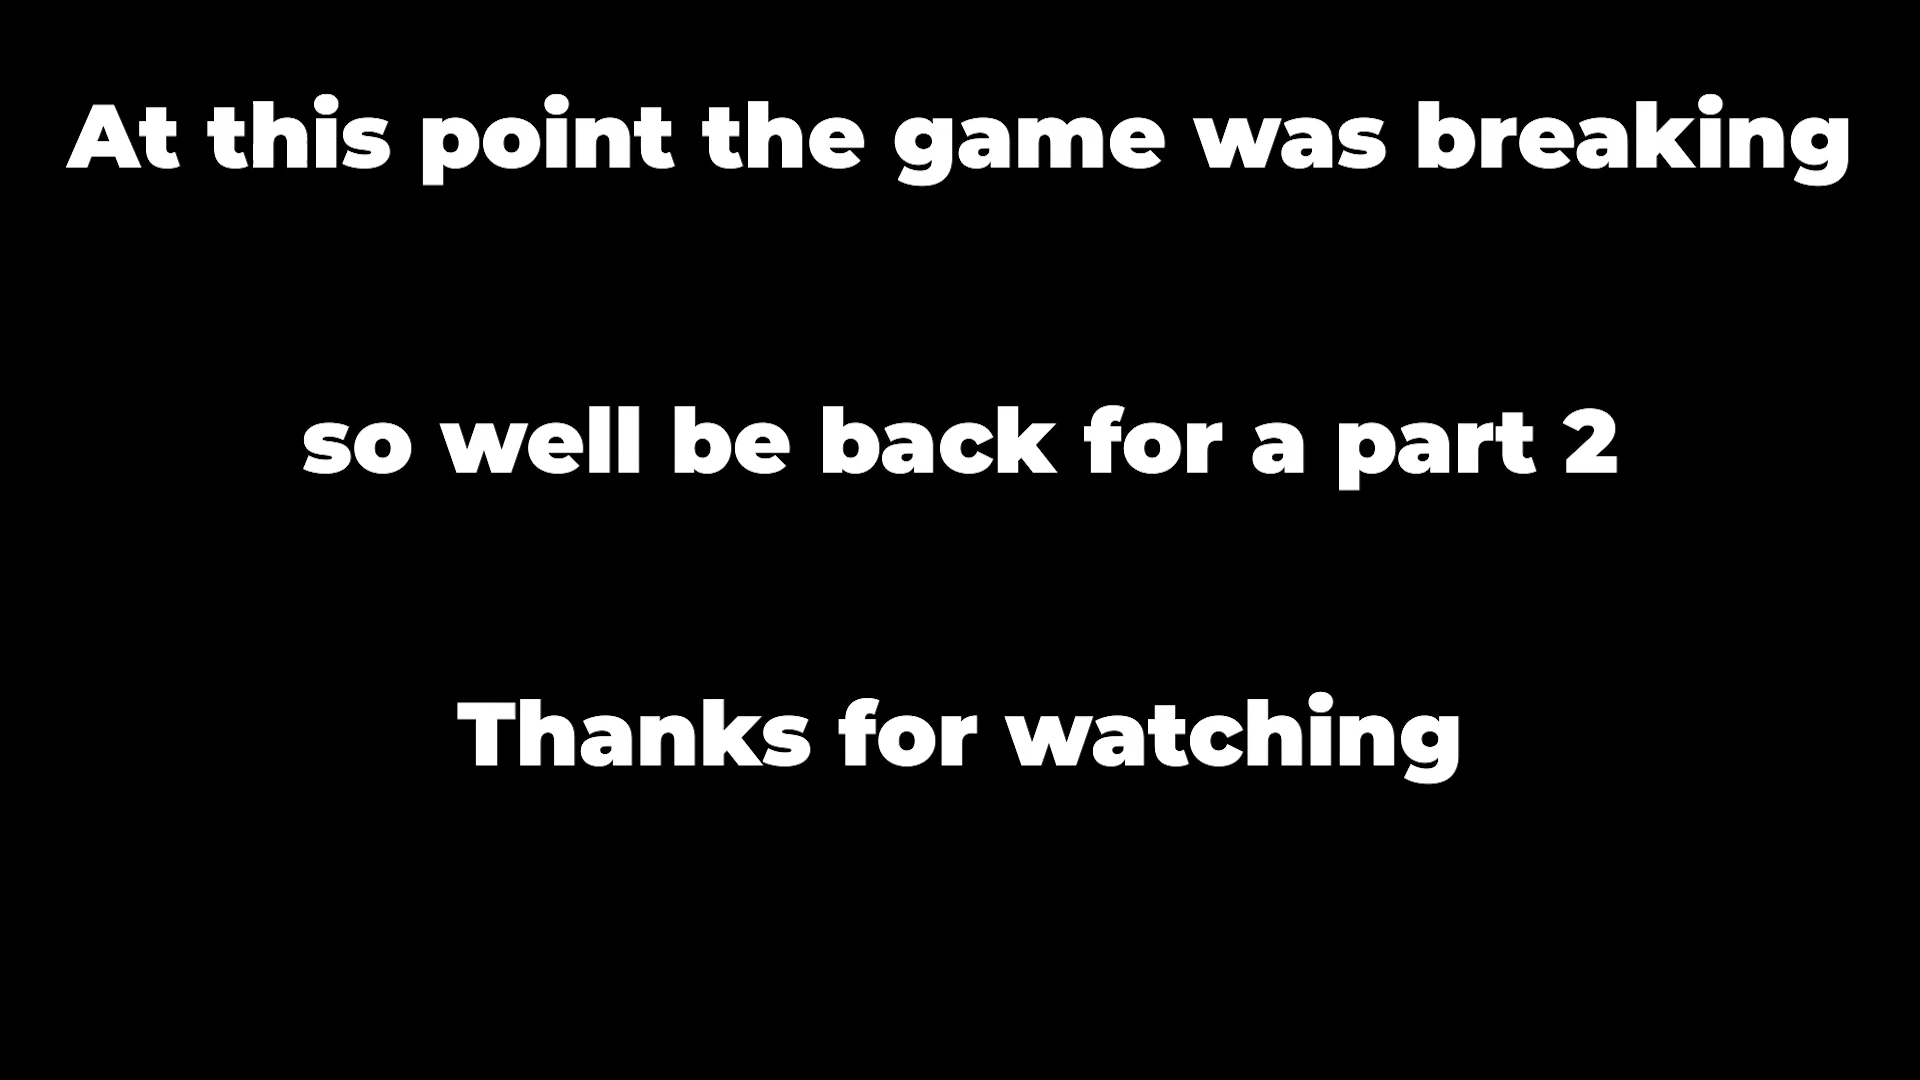 At this point the game was breaking
so well be back for a part 2
Thanks for watching